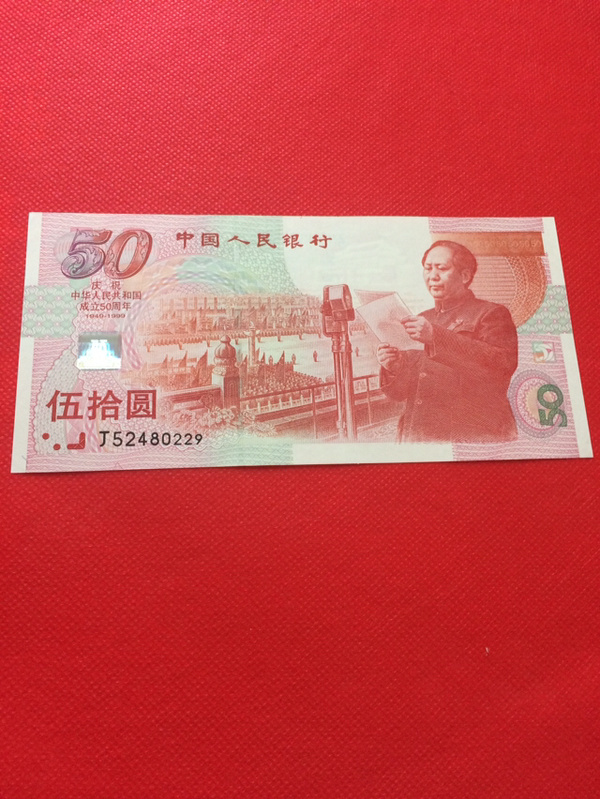 50
中国人民银行
庆祝
中华人民共和国
成立50周年
1949-1999
伍拾圆
J52480229
50